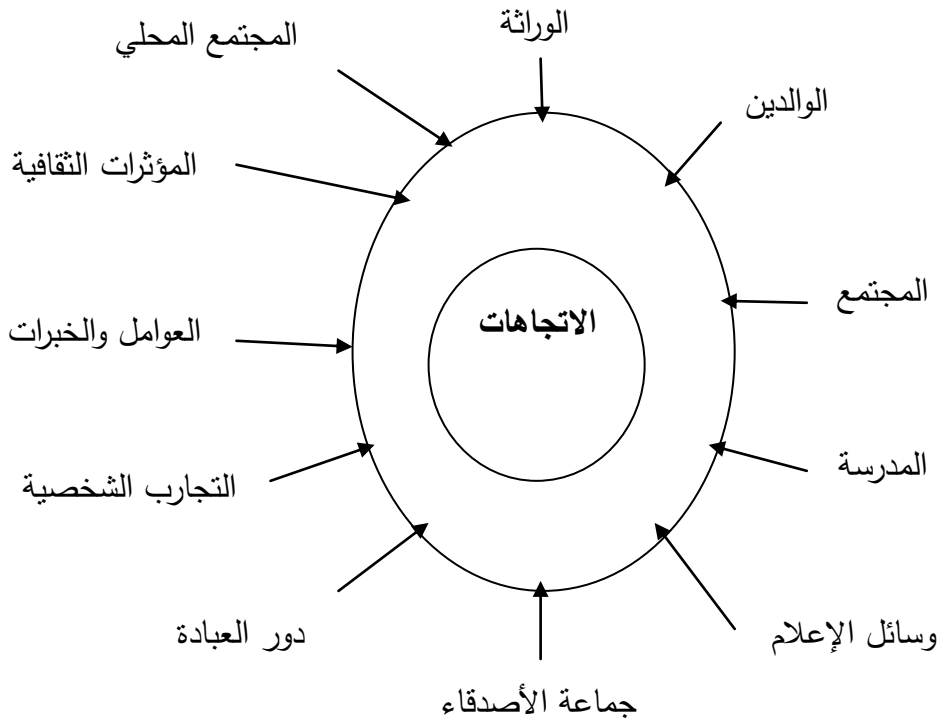 الوراثة
المجتمع المحلي
الوالدين
المؤثرات الثقافية
المجتمع
الاتجاهات
العوامل والخبرات
المدرسة
التجارب الشخصية
وسائل الإعلام
دور العبادة
جماعة الأصدقاء